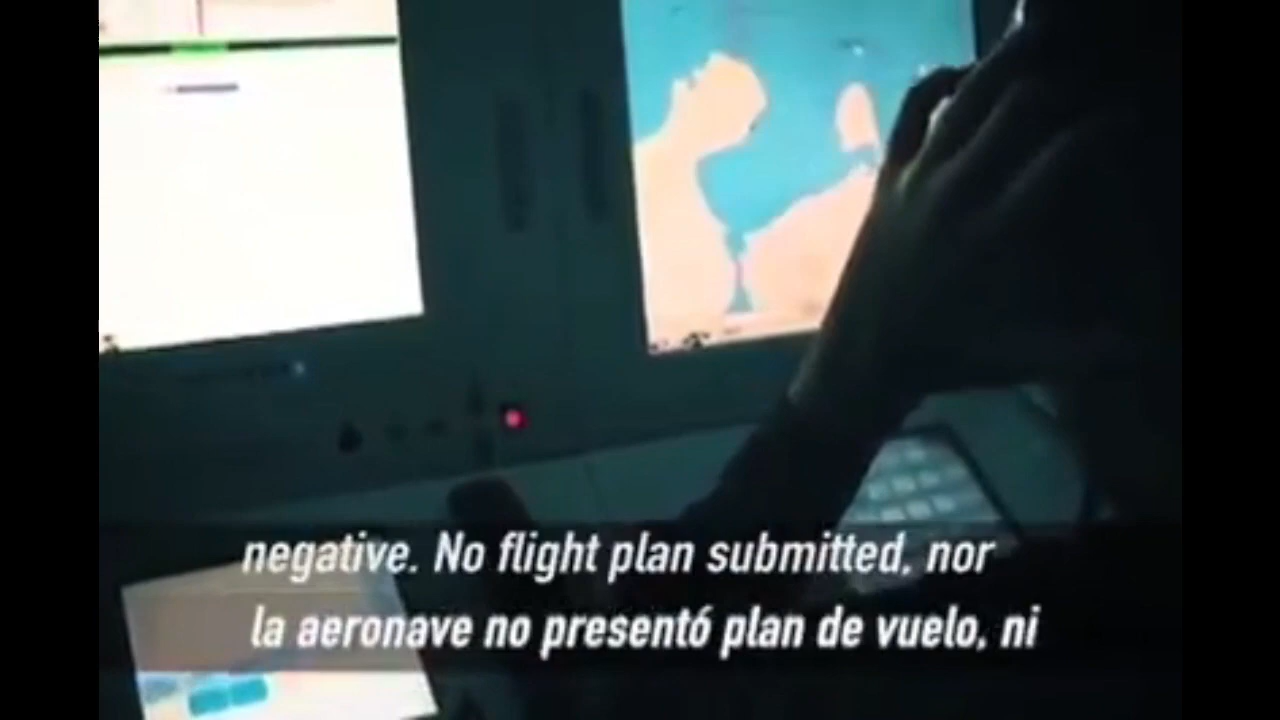 negative. No flight plan submitted, nor
la aeronave no presentó plan de vuelo, ni